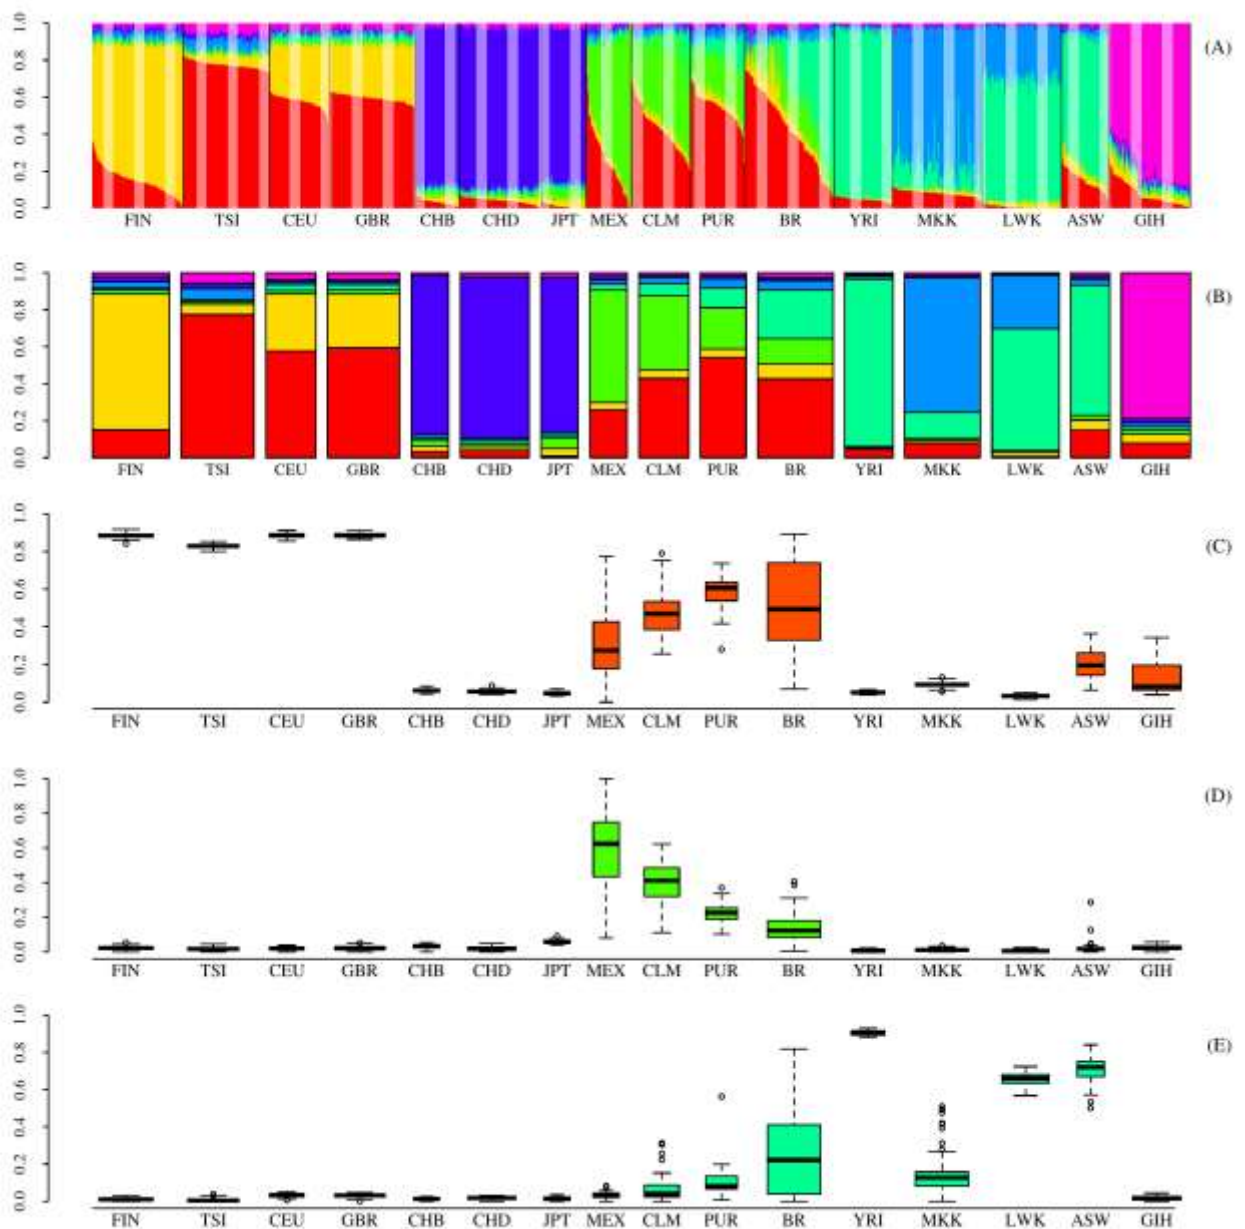 0.0 0.2 0.4 0.6 0.8 1.0
(A)
FIN TSI CEU GBR CHB CHD JPT MEX CLM PUR BR YRI MKK LWK ASW GIH
0.0 0.2 0.4 0.6 0.8 1.0
(B)
FIN TSI CEU GBR CHB CHD JPT MEX CLM PUR BR YRI MKK LWK ASW GIH
0.0 0.2 0.4 0.6 0.8 1.0
(C)
FIN TSI CEU GBR CHB CHD JPT MEX CLM PUR BR YRI MKK LWK ASW GIH
0.0 0.2 0.4 0.6 0.8 1.0
(D)
FIN TSI CEU GBR CHB CHD JPT MEX CLM PUR BR YRI MKK LWK ASW GIH
0.0 0.2 0.4 0.6 0.8 1.0
(E)
FIN TSI CEU GBR CHB CHD JPT MEX CLM PUR BR YRI MKK LWK ASW GIH